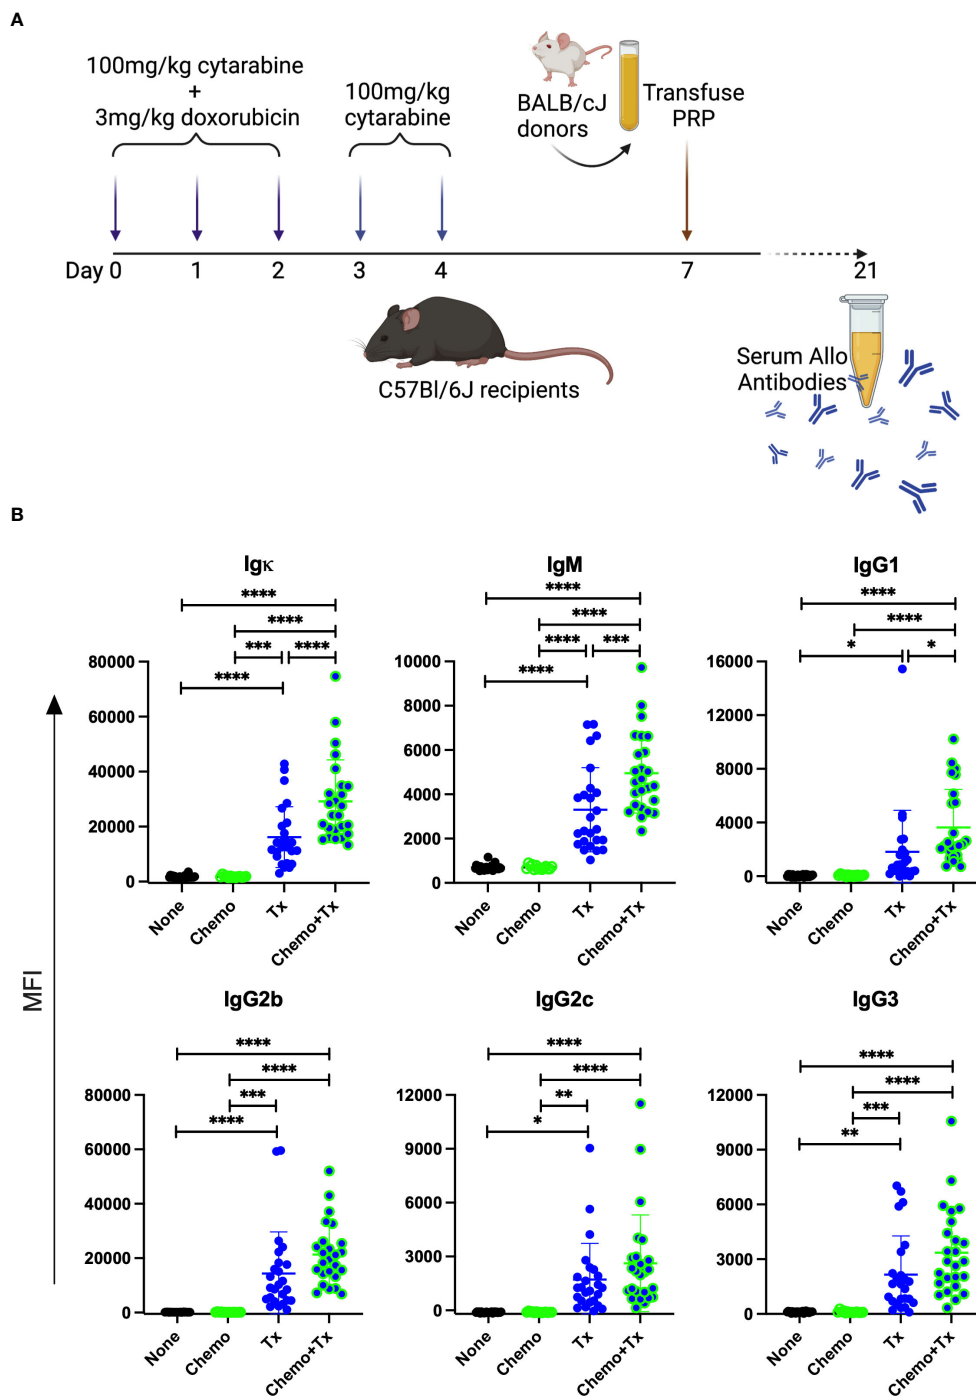 A
100mg/kg cytarabine
+
3mg/kg doxorubicin
100mg/kg
cytarabine
BALB/cJ
donors
Transfuse
PRP
Day 0 1 2 3 4 7 21
C57Bl/6J recipients
Serum Allo
Antibodies
B
MFI
Igκ
****
****
*** ****
****
80000
60000
40000
20000
0
None Chemo Tx Chemo+Tx
IgM
****
****
**** ***
****
10000
8000
6000
4000
2000
0
None Chemo Tx Chemo+Tx
IgG1
****
****
* *
16000
12000
8000
4000
0
None Chemo Tx Chemo+Tx
IgG2b
****
****
***
****
80000
60000
40000
20000
0
None Chemo Tx Chemo+Tx
IgG2c
****
****
**
*
12000
9000
6000
3000
0
None Chemo Tx Chemo+Tx
IgG3
****
****
***
**
12000
9000
6000
3000
0
None Chemo Tx Chemo+Tx